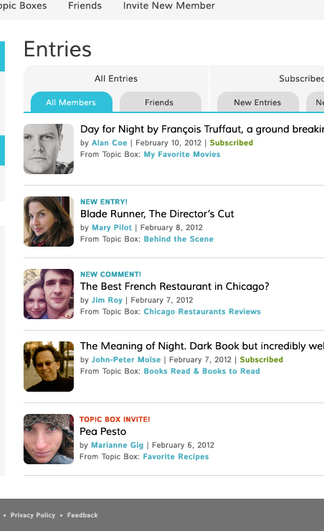 opic Boxes Friends Invite New Member
Entries
All Entries Subscribed
All Members Friends New Entries Ne
Day for Night by François Truffaut, a ground breaki
by Alan Coe | February 10, 2012 | Subscribed
From Topic Box: My Favorite Movies
NEW ENTRY!
Blade Runner, The Director's Cut
by Mary Pilot | February 8, 2012
From Topic Box: Behind the Scene
NEW COMMENT!
The Best French Restaurant in Chicago?
by Jim Roy | February 7, 2012
From Topic Box: Chicago Restaurants Reviews
The Meaning of Night. Dark Book but incredibly wel
by John-Peter Moïse | February 7, 2012 | Subscribed
From Topic Box: Books Read & Books to Read
TOPIC BOX INVITE!
Pea Pesto
by Marianne Gig | February 6, 2012
From Topic Box: Favorite Recipes
• Privacy Policy • Feedback